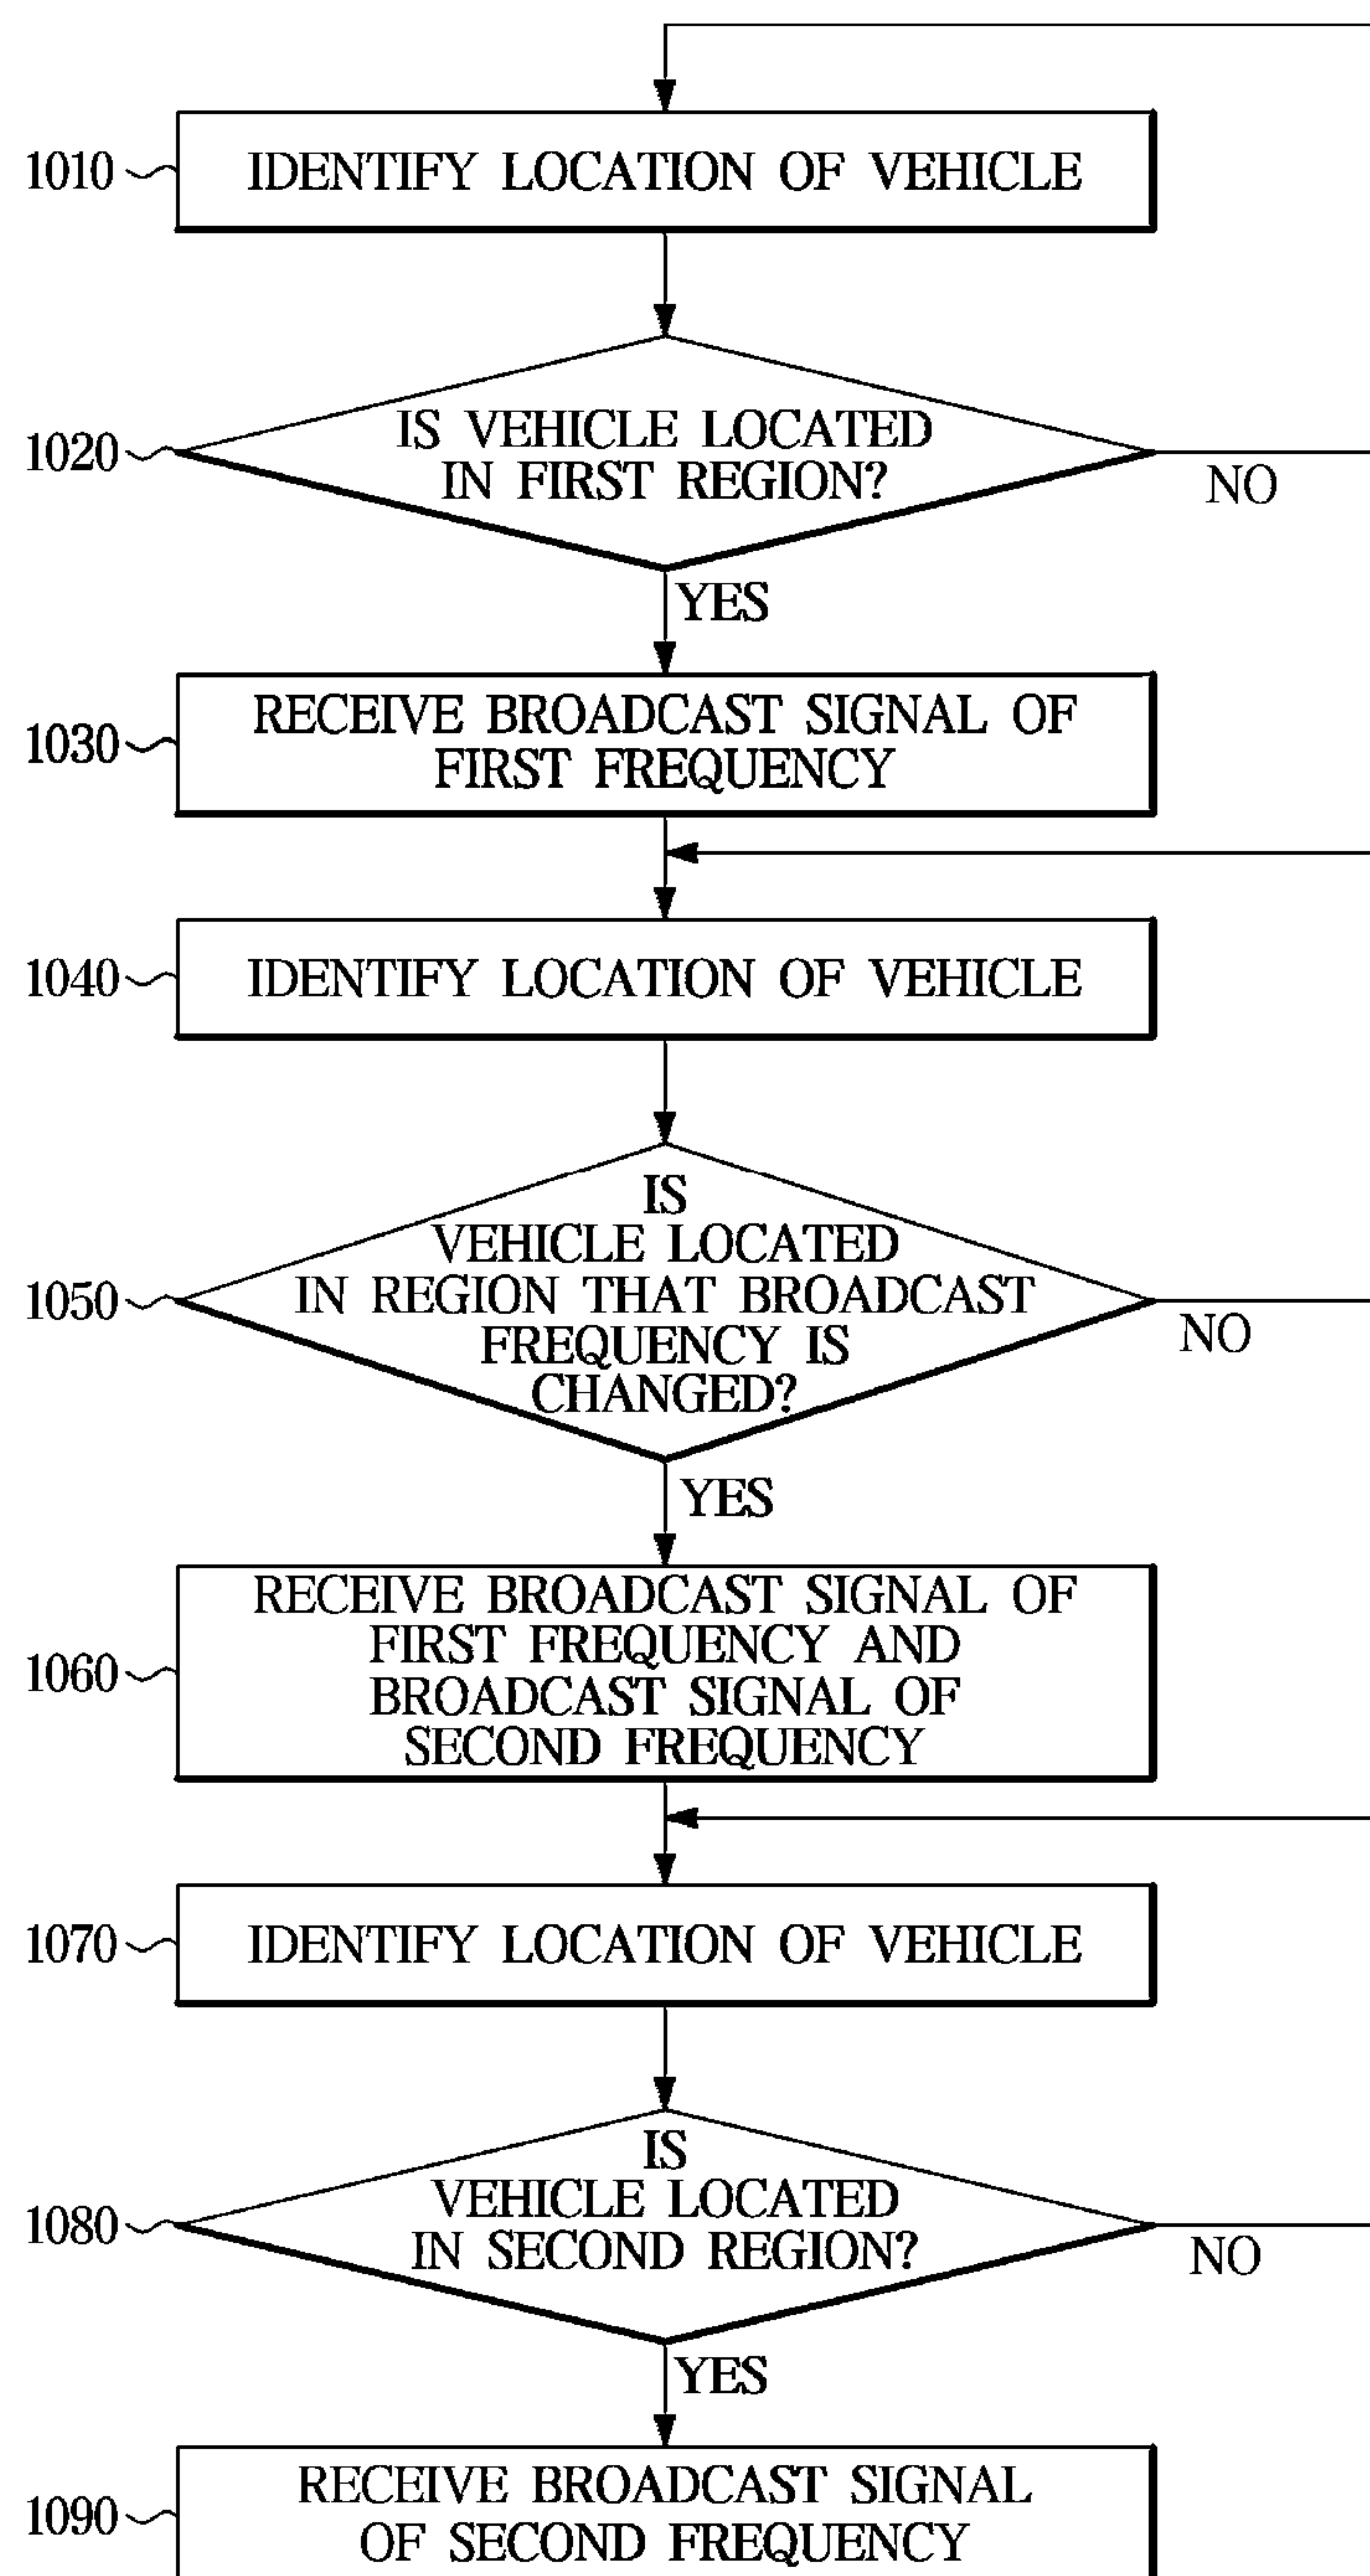 1010
IDENTIFY LOCATION OF VEHICLE
1020
IS VEHICLE LOCATED
IN FIRST REGION?
NO
YES
1030
RECEIVE BROADCAST SIGNAL OF
FIRST FREQUENCY
1040
IDENTIFY LOCATION OF VEHICLE
1050
IS
VEHICLE LOCATED
IN REGION THAT BROADCAST
FREQUENCY IS
CHANGED?
NO
YES
1060
RECEIVE BROADCAST SIGNAL OF
FIRST FREQUENCY AND
BROADCAST SIGNAL OF
SECOND FREQUENCY
1070
IDENTIFY LOCATION OF VEHICLE
1080
IS
VEHICLE LOCATED
IN SECOND REGION?
NO
YES
1090
RECEIVE BROADCAST SIGNAL
OF SECOND FREQUENCY